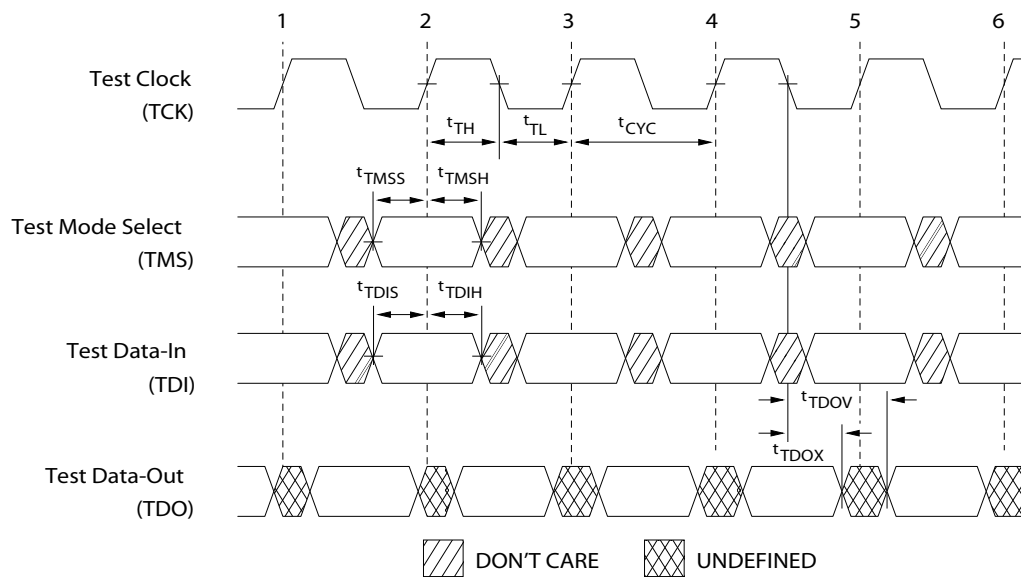 1 2 3 4 5 6
Test Clock
(TCK)
tTH tTL tCYC
tTMSS tTMSH
Test Mode Select
(TMS)
tTDIS tTDIH
Test Data-In
(TDI)
tTDOV
tTDOX
Test Data-Out
(TDO)
DON'T CARE UNDEFINED